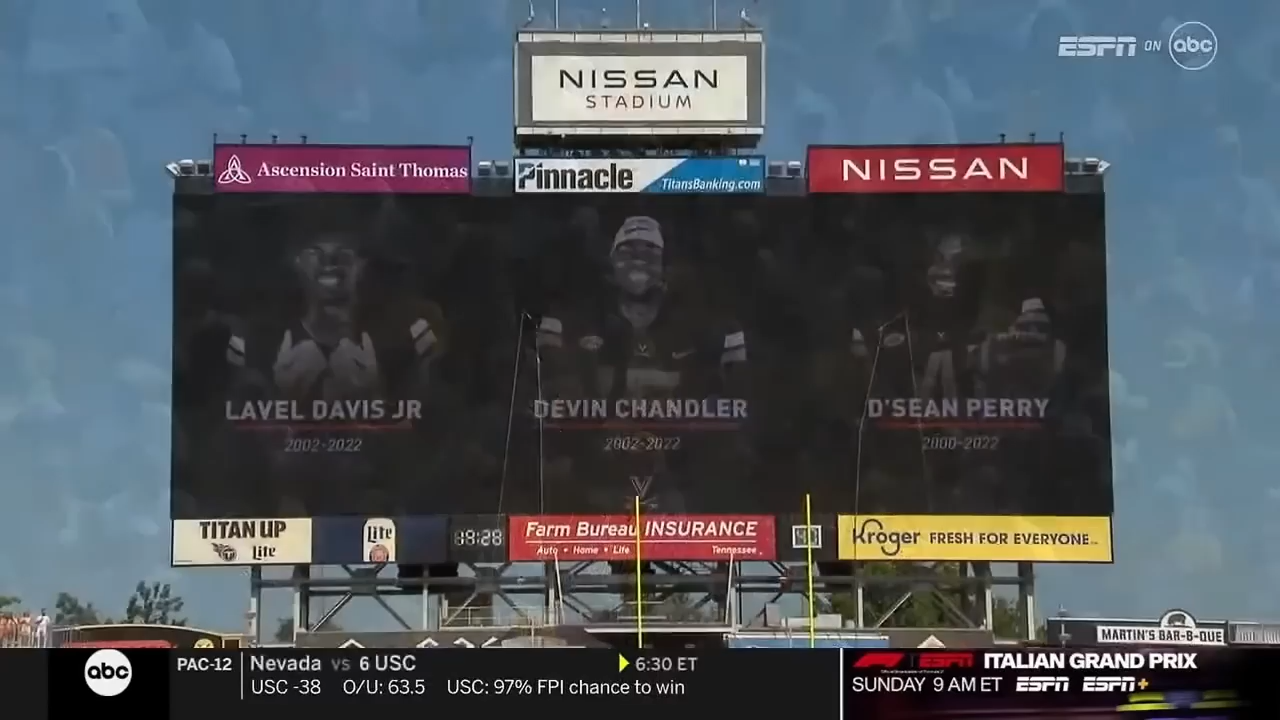 ESPN ON abc
NISSAN
STADIUM
Ascension Saint Thomas
Pinnacle
TitansBanking.com
NISSAN
LAVEL DAVIS JR
2002-2022
DEVIN CHANDLER
2002-2022
D'SEAN PERRY
2000-2022
TITAN UP
Lite
Lite
Farm Bureau INSURANCE
Auto • Home • Life
Tennessee
Kroger FRESH FOR EVERYONE
MARTIN'S BAR-B-QUE
abc
PAC-12
Nevada vs 6 USC
6:30 ET
USC -38 O/U: 63.5 USC: 97% FPI chance to win
F1 ESPN ITALIAN GRAND PRIX
SUNDAY 9 AM ET ESPN ESPN+